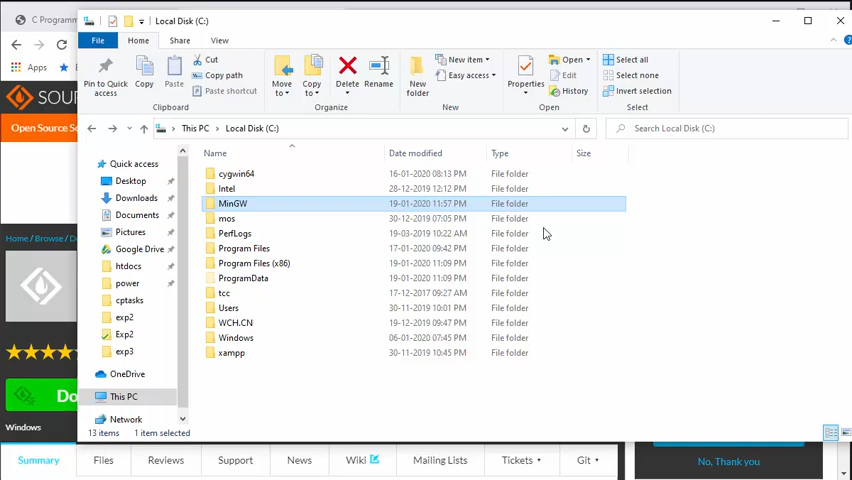 C Programm
Local Disk (C:)
File
Home
Share
View
Pin to Quick access
Copy
Paste
Cut
Copy path
Paste shortcut
Clipboard
Move to
Copy to
Delete
Rename
Organize
New folder
New item
Easy access
New
Properties
Open
Edit
History
Open
Select all
Select none
Invert selection
Select
Apps
SOU
Open Source So
This PC
Local Disk (C:)
Search Local Disk (C:)
Name
Date modified
Type
Size
Quick access
Desktop
Downloads
Documents
Pictures
Google Drive
htdocs
power
cptasks
exp2
Exp2
exp3
OneDrive
This PC
Network
cygwin64 16-01-2020 08:13 PM File folder
Intel 28-12-2019 12:12 PM File folder
MinGW 19-01-2020 11:57 PM File folder
mos 30-12-2019 07:05 PM File folder
PerfLogs 19-03-2019 10:22 AM File folder
Program Files 17-01-2020 09:42 PM File folder
Program Files (x86) 19-01-2020 11:09 PM File folder
ProgramData 19-01-2020 11:09 PM File folder
tcc 17-12-2017 09:27 AM File folder
Users 30-11-2019 10:01 PM File folder
WCH.CN 19-12-2019 09:47 PM File folder
Windows 06-01-2020 07:45 PM File folder
xampp 30-11-2019 10:45 PM File folder
13 items
1 item selected
Home / Browse / D
Do
Windows
Summary
Files
Reviews
Support
News
Wiki
Mailing Lists
Tickets
Git
No, Thank you